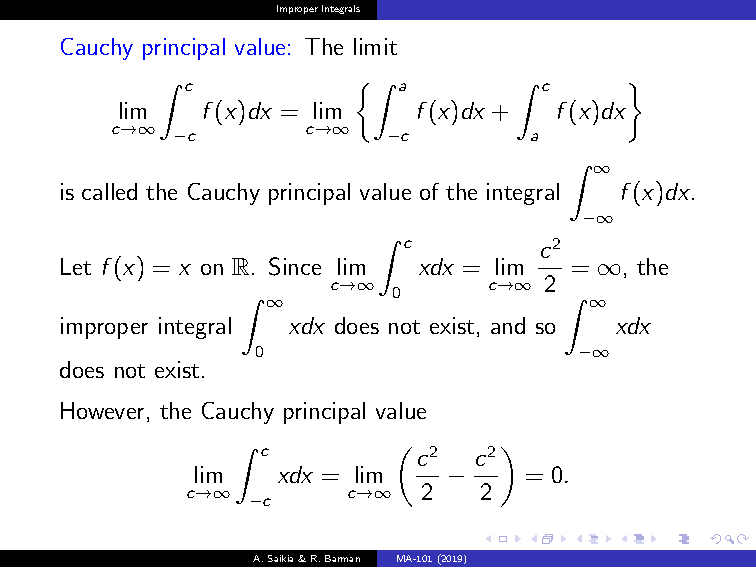 Improper Integrals
Cauchy principal value: The limit
lim_{c→∞} ∫_{−c}^{c} f(x)dx = lim_{c→∞} { ∫_{−c}^{a} f(x)dx + ∫_{a}^{c} f(x)dx }
is called the Cauchy principal value of the integral ∫_{−∞}^{∞} f(x)dx.
Let f(x) = x on ℝ. Since lim_{c→∞} ∫_{0}^{c} xdx = lim_{c→∞} c²/2 = ∞, the
improper integral ∫_{0}^{∞} xdx does not exist, and so ∫_{−∞}^{∞} xdx
does not exist.
However, the Cauchy principal value
lim_{c→∞} ∫_{−c}^{c} xdx = lim_{c→∞} ( c²/2 − c²/2 ) = 0.
A. Saikia & R. Barman MA-101 (2019)